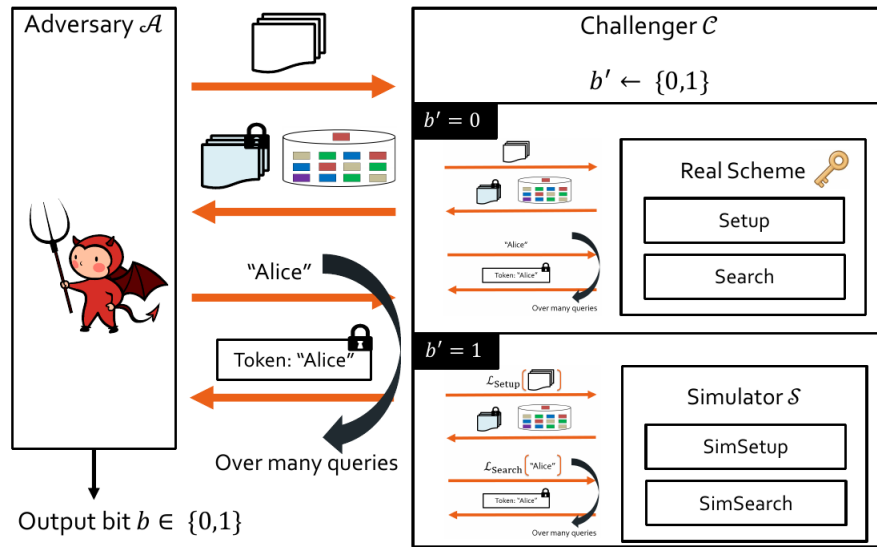 Adversary 𝒜
"Alice"
Token: "Alice"
Over many queries
Output bit b ∈ {0,1}
Challenger 𝒞
b′ ← {0,1}
b′ = 0
"Alice"
Token: "Alice"
Over many queries
Real Scheme
Setup
Search
b′ = 1
ℒSetup( )
ℒSearch("Alice")
Token: "Alice"
Over many queries
Simulator 𝒮
SimSetup
SimSearch